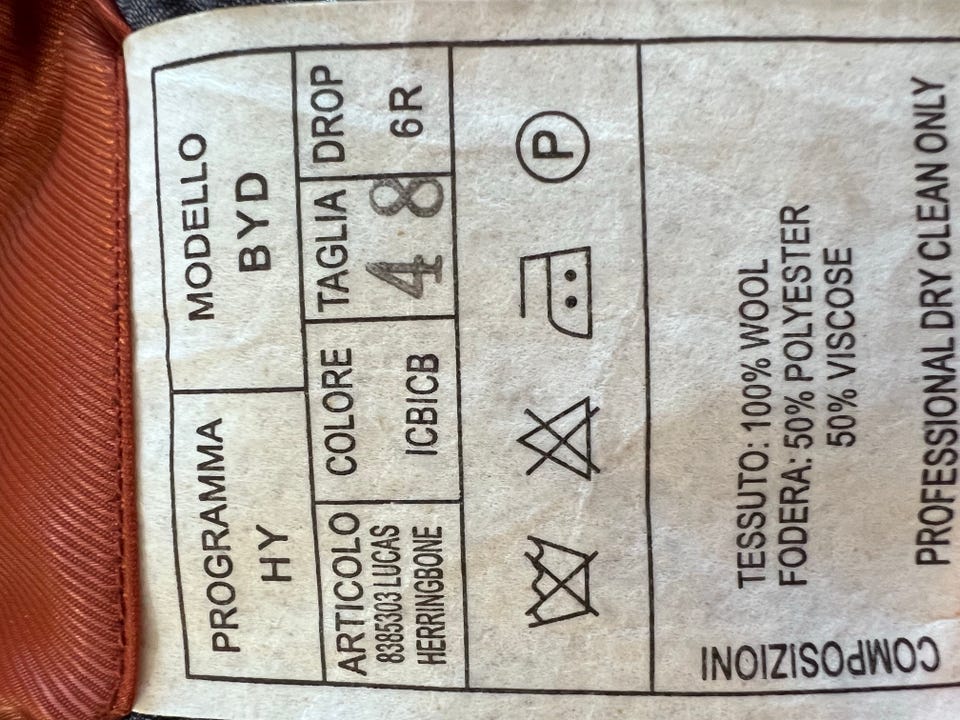 PROGRAMMA
HY
MODELLO
BYD
ARTICOLO
8385303 LUCAS
HERRINGBONE
COLORE
ICBICB
TAGLIA
48
DROP
6R
P
COMPOSIZIONI
TESSUTO: 100% WOOL
FODERA: 50% POLYESTER
50% VISCOSE
PROFESSIONAL DRY CLEAN ONLY